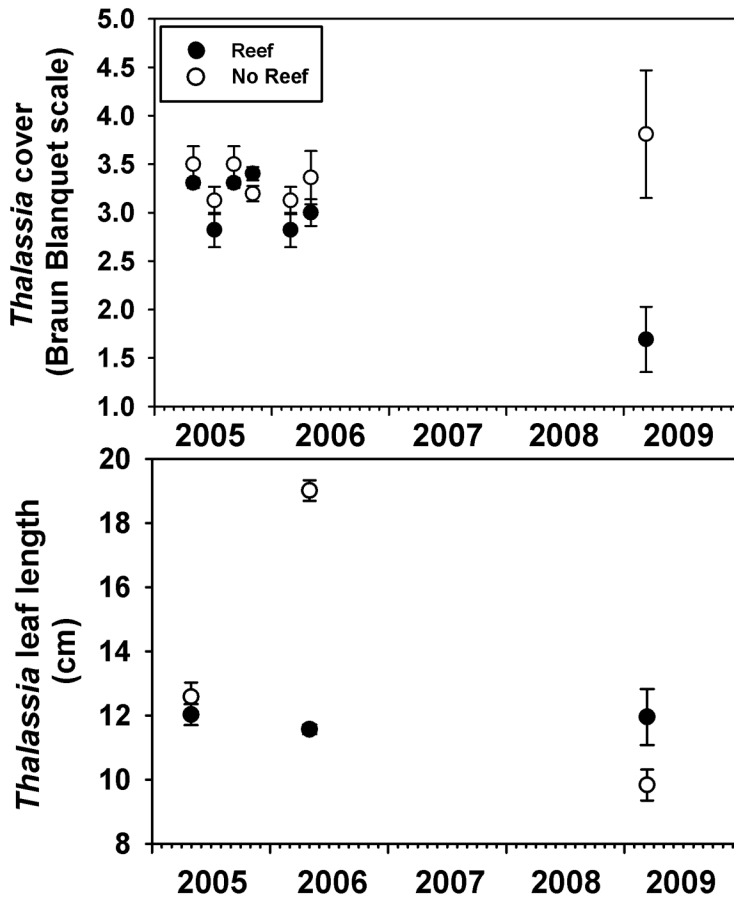 Thalassia cover
(Braun Blanquet scale)
5.0
4.5
4.0
3.5
3.0
2.5
2.0
1.5
1.0
Reef
No Reef
2005 2006 2007 2008 2009
Thalassia leaf length
(cm)
20
18
16
14
12
10
8
2005 2006 2007 2008 2009